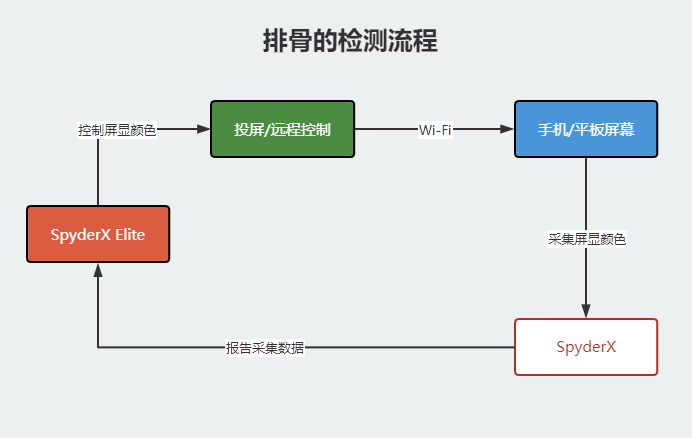 排骨的检测流程
控制屏显颜色
投屏/远程控制
Wi-Fi
手机/平板屏幕
SpyderX Elite
采集屏显颜色
报告采集数据
SpyderX